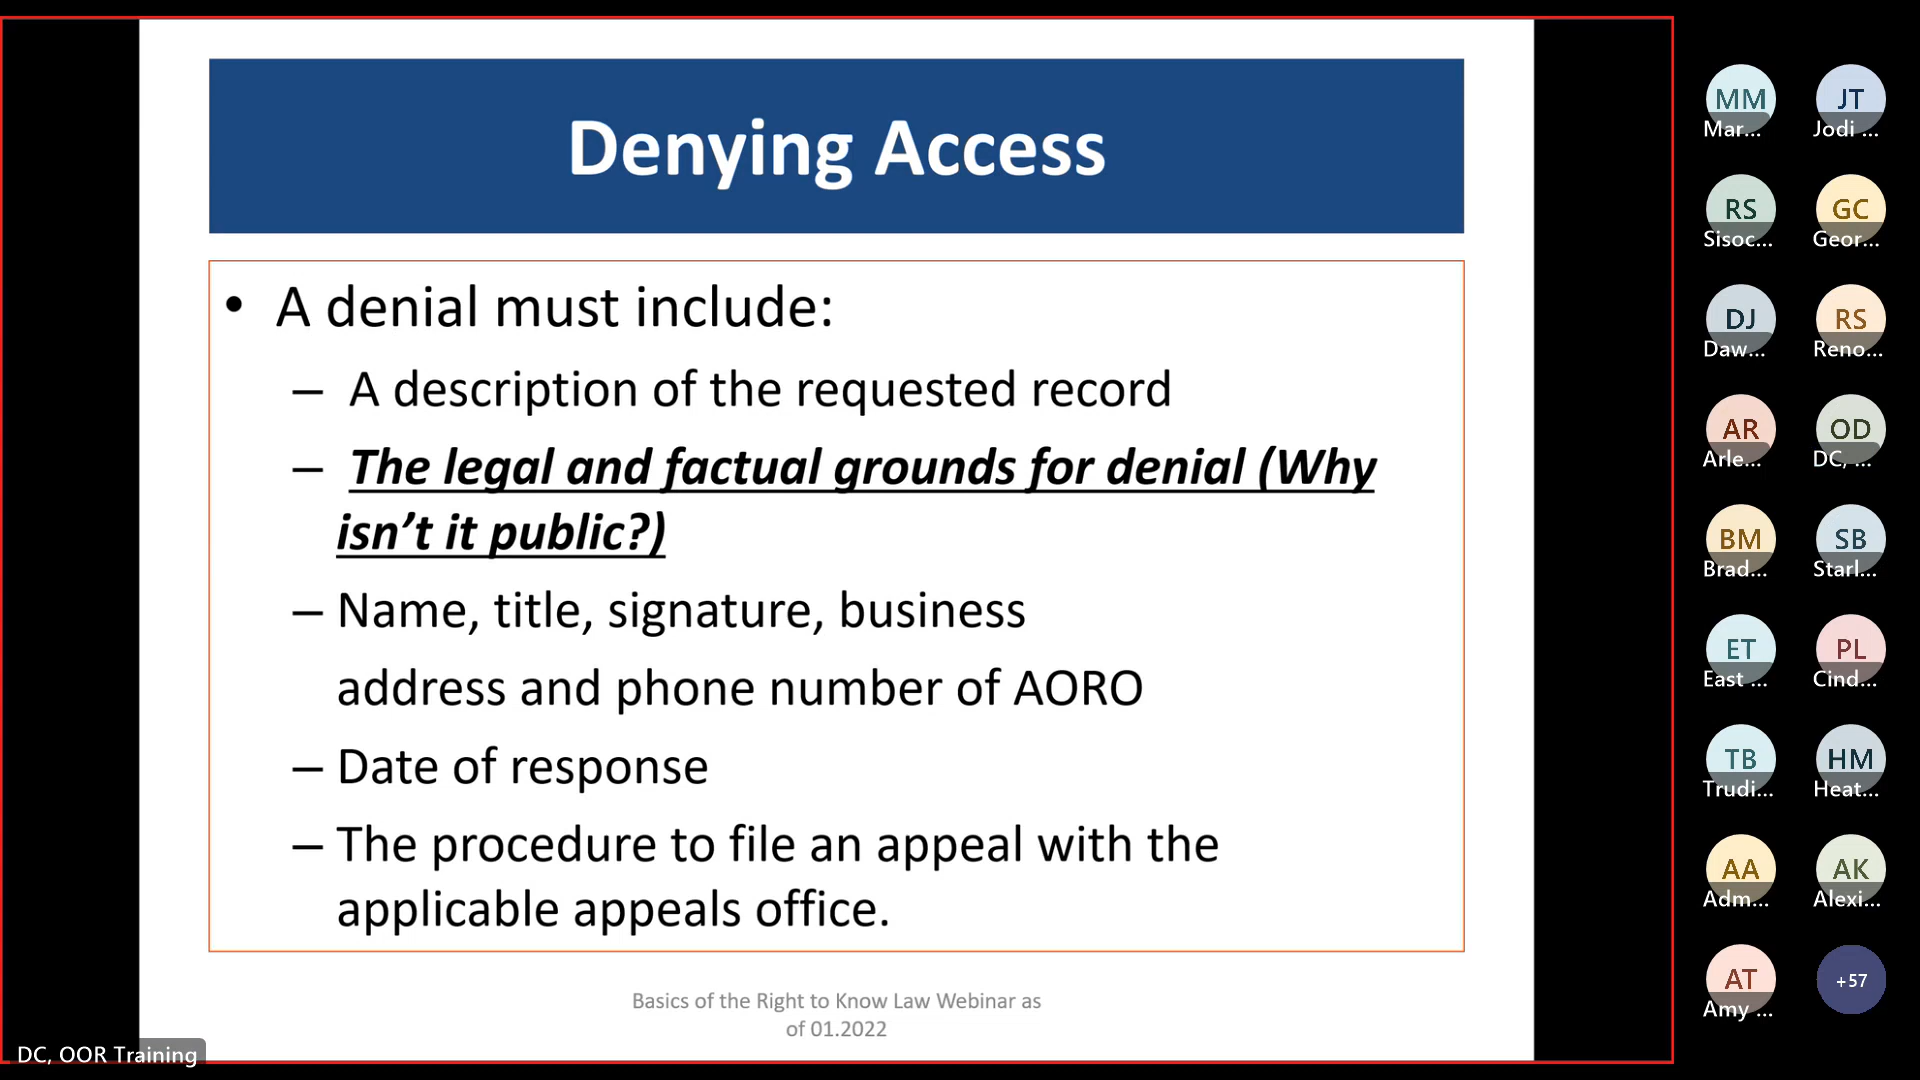 Denying Access
• A denial must include:
– A description of the requested record
– The legal and factual grounds for denial (Why
isn’t it public?)
– Name, title, signature, business
address and phone number of AORO
– Date of response
– The procedure to file an appeal with the
applicable appeals office.
Basics of the Right to Know Law Webinar as
of 01.2022
DC, OOR Training
MM JT
Mar... Jodi ...
RS GC
Sisoc... Geor...
DJ RS
Daw... Reno...
AR OD
Arle... DC, ...
BM SB
Brad... Starl...
ET PL
East ... Cind...
TB HM
Trudi... Heat...
AA AK
Adm... Alexi...
AT +57
Amy ...